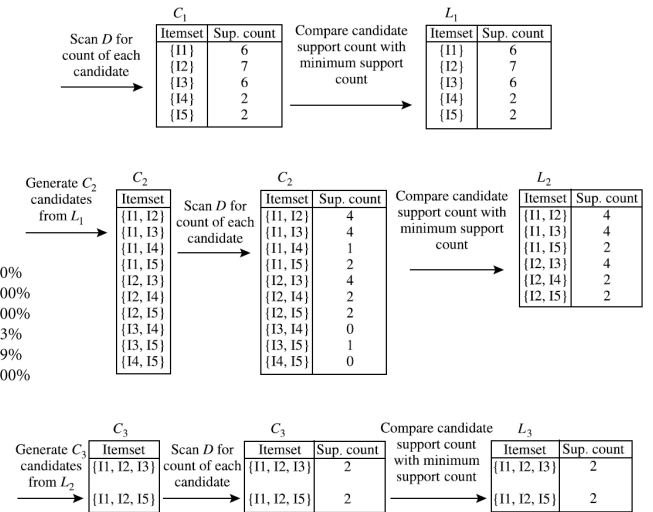 C1
Itemset Sup. count
{I1} 6
{I2} 7
{I3} 6
{I4} 2
{I5} 2
Scan D for
count of each
candidate
Compare candidate
support count with
minimum support
count
L1
Itemset Sup. count
{I1} 6
{I2} 7
{I3} 6
{I4} 2
{I5} 2
Generate C2
candidates
from L1
C2
Itemset
{I1, I2}
{I1, I3}
{I1, I4}
{I1, I5}
{I2, I3}
{I2, I4}
{I2, I5}
{I3, I4}
{I3, I5}
{I4, I5}
Scan D for
count of each
candidate
C2
Itemset Sup. count
{I1, I2} 4
{I1, I3} 4
{I1, I4} 1
{I1, I5} 2
{I2, I3} 4
{I2, I4} 2
{I2, I5} 2
{I3, I4} 0
{I3, I5} 1
{I4, I5} 0
Compare candidate
support count with
minimum support
count
L2
Itemset Sup. count
{I1, I2} 4
{I1, I3} 4
{I1, I5} 2
{I2, I3} 4
{I2, I4} 2
{I2, I5} 2
0%
00%
00%
3%
9%
00%
Generate C3
candidates
from L2
C3
Itemset
{I1, I2, I3}
{I1, I2, I5}
Scan D for
count of each
candidate
C3
Itemset Sup. count
{I1, I2, I3} 2
{I1, I2, I5} 2
Compare candidate
support count
with minimum
support count
L3
Itemset Sup. count
{I1, I2, I3} 2
{I1, I2, I5} 2